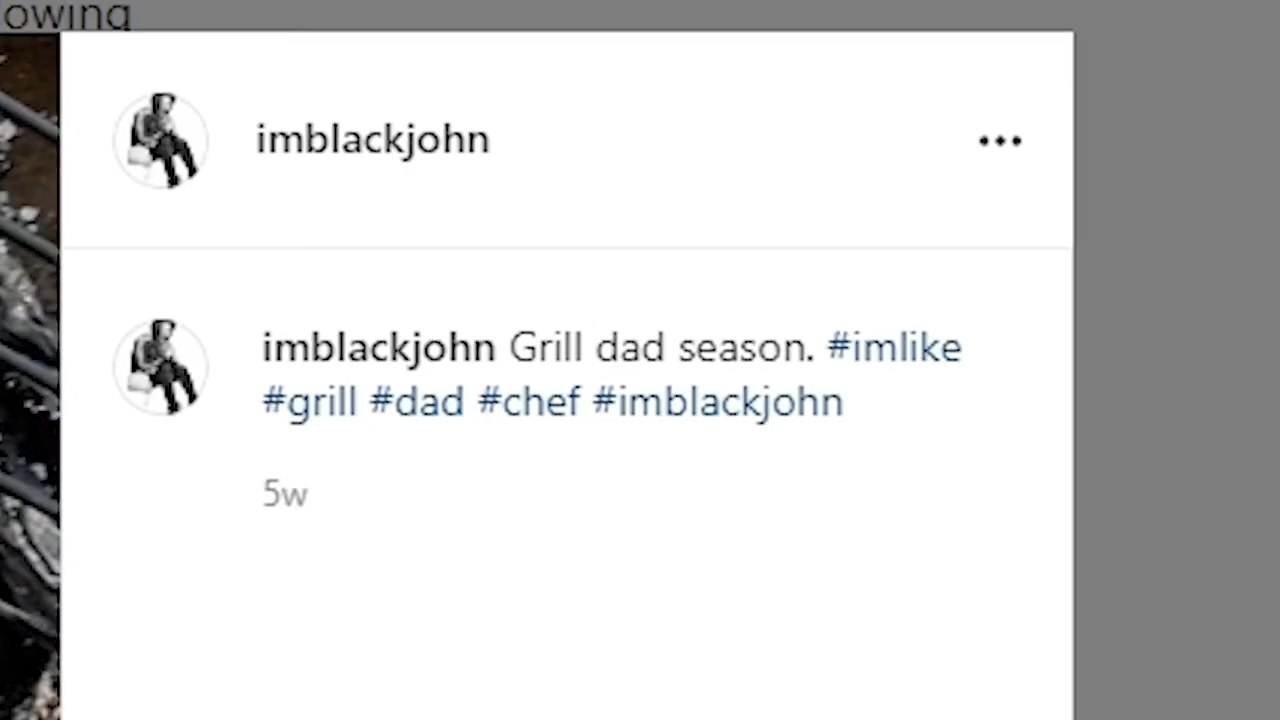 owing
imblackjohn
imblackjohn Grill dad season. #imlike
#grill #dad #chef #imblackjohn
5w